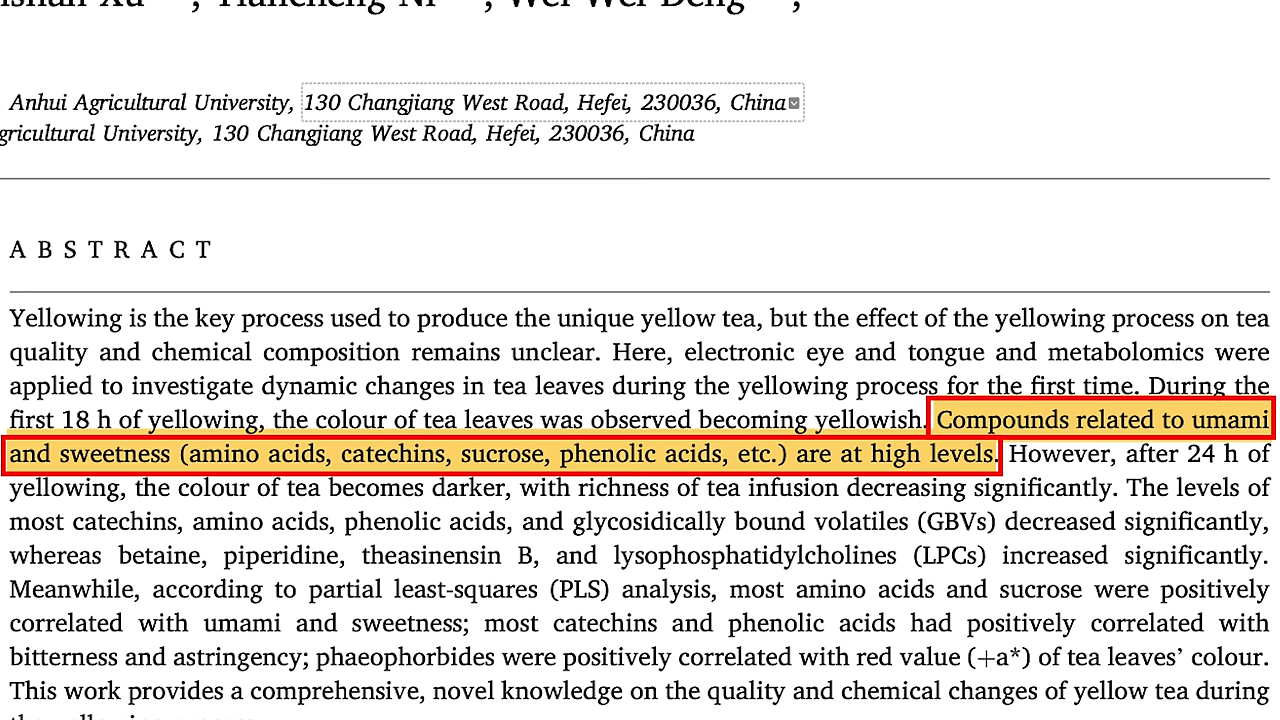 Xu, Tiancheng Ni, Wei-Wei Deng,
Anhui Agricultural University, 130 Changjiang West Road, Hefei, 230036, China
University, 130 Changjiang West Road, Hefei, 230036, China
A B S T R A C T
Yellowing is the key process used to produce the unique yellow tea, but the effect of the yellowing process on tea
quality and chemical composition remains unclear. Here, electronic eye and tongue and metabolomics were
applied to investigate dynamic changes in tea leaves during the yellowing process for the first time. During the
first 18 h of yellowing, the colour of tea leaves was observed becoming yellowish. Compounds related to umami
and sweetness (amino acids, catechins, sucrose, phenolic acids, etc.) are at high levels. However, after 24 h of
yellowing, the colour of tea becomes darker, with richness of tea infusion decreasing significantly. The levels of
most catechins, amino acids, phenolic acids, and glycosidically bound volatiles (GBVs) decreased significantly,
whereas betaine, piperidine, theasinensin B, and lysophosphatidylcholines (LPCs) increased significantly.
Meanwhile, according to partial least-squares (PLS) analysis, most amino acids and sucrose were positively
correlated with umami and sweetness; most catechins and phenolic acids had positively correlated with
bitterness and astringency; phaeophorbides were positively correlated with red value (+a*) of tea leaves’ colour.
This work provides a comprehensive, novel knowledge on the quality and chemical changes of yellow tea during